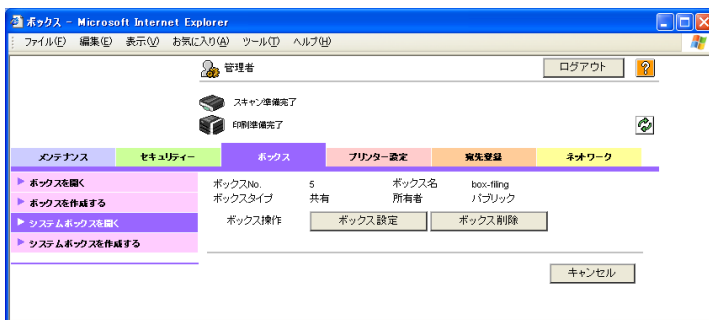 ボックス - Microsoft Internet Explorer
ファイル(F) 編集(E) 表示(V) お気に入り(A) ツール(T) ヘルプ(H)
管理者 ログアウト ?
スキャン準備完了
印刷準備完了
メンテナンス セキュリティー ボックス プリンター設定 宛先登録 ネットワーク
ボックスを開く
ボックスを作成する
システムボックスを開く
システムボックスを作成する
ボックスNo. 5 ボックス名 box-filing
ボックスタイプ 共有 所有者 パブリック
ボックス操作 ボックス設定 ボックス削除
キャンセル